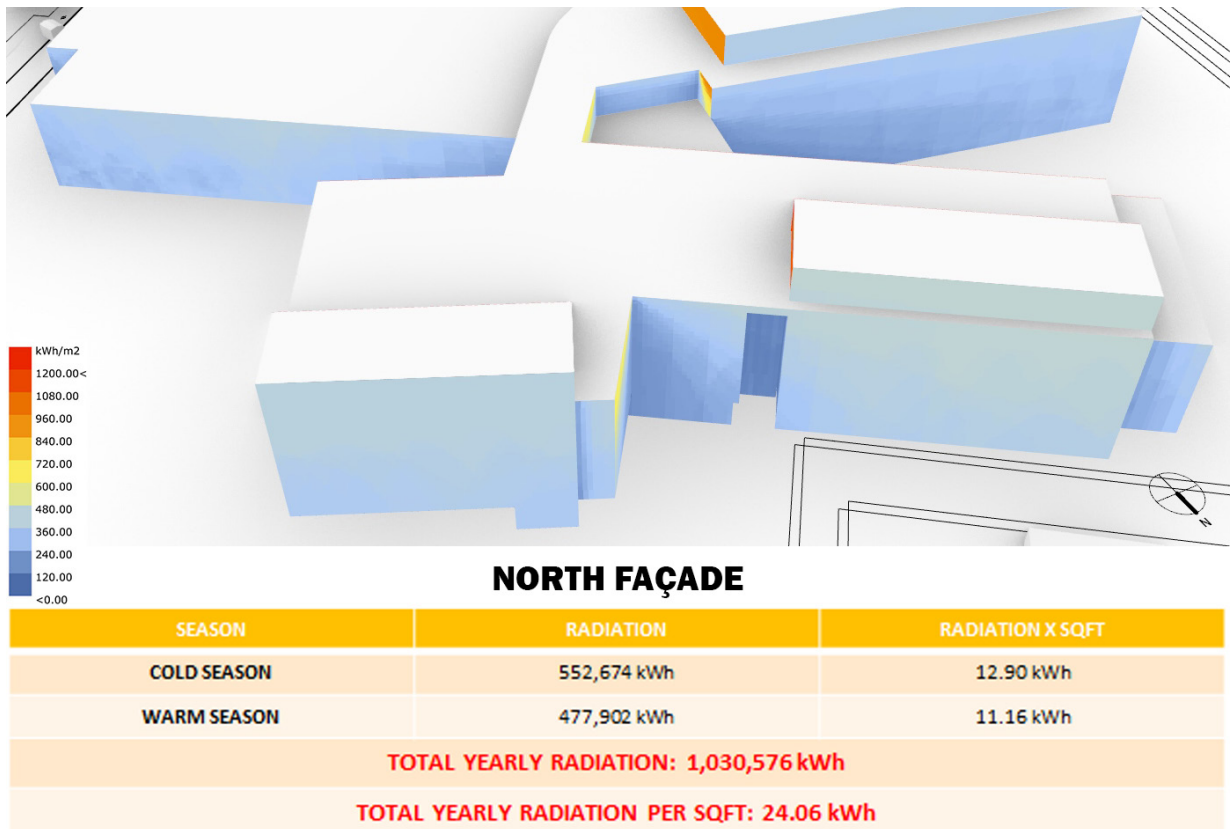 kWh/m2
1200.00<
1080.00
960.00
840.00
720.00
600.00
480.00
360.00
240.00
120.00
<0.00
N
NORTH FAÇADE
SEASON RADIATION RADIATION X SQFT
COLD SEASON 552,674 kWh 12.90 kWh
WARM SEASON 477,902 kWh 11.16 kWh
TOTAL YEARLY RADIATION: 1,030,576 kWh
TOTAL YEARLY RADIATION PER SQFT: 24.06 kWh